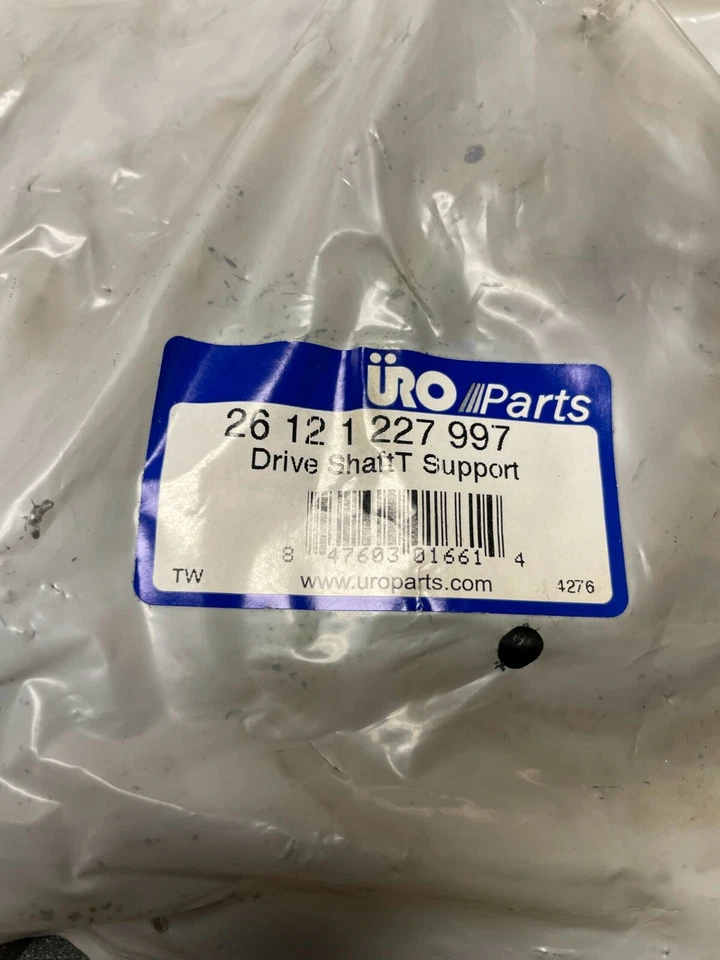 üRO Parts
26 12 1 227 997
Drive ShaftT Support
8 47603 01661 4
TW www.uroparts.com 4276